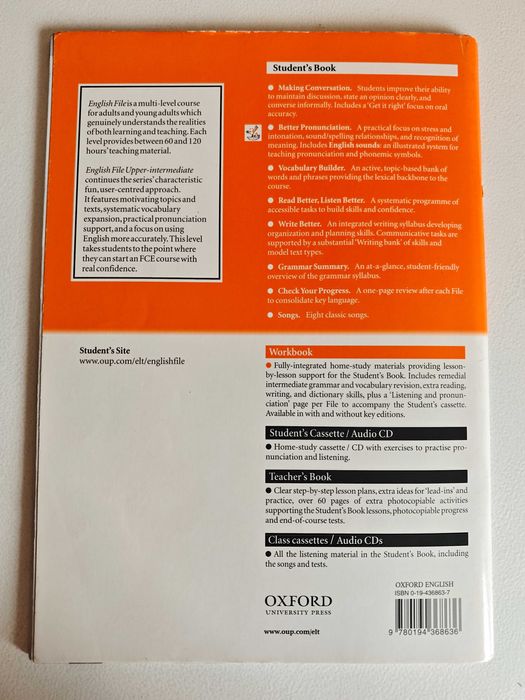 English File is a multi-level course
for adults and young adults which
genuinely understands the realities
of both learning and teaching. Each
level provides between 60 and 120
hours' teaching material.
English File Upper-intermediate
continues the series' characteristic
fun, user-centred approach.
It features motivating topics and
texts, systematic vocabulary
expansion, practical pronunciation
support, and a focus on using
English more accurately. This level
takes students to the point where
they can start an FCE course with
real confidence.
Student's Site
www.oup.com/elt/englishfile
Student's Book
● Making Conversation. Students improve their ability
to maintain discussion, state an opinion clearly, and
converse informally. Includes a 'Get it right' focus on oral
accuracy.
● Better Pronunciation. A practical focus on stress and
intonation, sound/spelling relationships, and recognition of
meaning. Includes English sounds: an illustrated system for
teaching pronunciation and phonemic symbols.
● Vocabulary Builder. An active, topic-based bank of
words and phrases providing the lexical backbone to the
course.
● Read Better, Listen Better. A systematic programme of
accessible tasks to build skills and confidence.
● Write Better. An integrated writing syllabus developing
organization and planning skills. Communicative tasks are
supported by a substantial 'Writing bank' of skills and
model text types.
● Grammar Summary. An at-a-glance, student-friendly
overview of the grammar syllabus.
● Check Your Progress. A one-page review after each File
to consolidate key language.
● Songs. Eight classic songs.
Workbook
● Fully-integrated home-study materials providing lesson-
by-lesson support for the Student's Book. Includes remedial
intermediate grammar and vocabulary revision, extra reading,
writing, and dictionary skills, plus a 'Listening and pronun-
ciation' page per File to accompany the Student's cassette.
Available in with and without key editions.
Student's Cassette / Audio CD
● Home-study cassette / CD with exercises to practise pro-
nunciation and listening.
Teacher's Book
● Clear step-by-step lesson plans, extra ideas for 'lead-ins' and
practice, over 60 pages of extra photocopiable activities
supporting the Student's Book lessons, photocopiable progress
and end-of-course tests.
Class cassettes / Audio CDs
● All the listening material in the Student's Book, including
the songs and tests.
OXFORD
UNIVERSITY PRESS
www.oup.com/elt
OXFORD ENGLISH
ISBN 0-19-436863-7
9 780194 368636